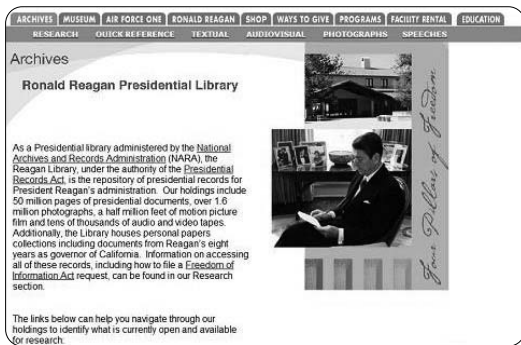 ARCHIVES MUSEUM AIR FORCE ONE RONALD REAGAN SHOP WAYS TO GIVE PROGRAMS FACILITY RENTAL EDUCATION
RESEARCH QUICK REFERENCE TEXTUAL AUDIOVISUAL PHOTOGRAPHS SPEECHES
Archives
Ronald Reagan Presidential Library
As a Presidential library administered by the National
Archives and Records Administration (NARA), the
Reagan Library, under the authority of the Presidential
Records Act, is the repository of presidential records for
President Reagan's administration. Our holdings include
50 million pages of presidential documents, over 1.6
million photographs, a half million feet of motion picture
film and tens of thousands of audio and video tapes.
Additionally, the Library houses personal papers
collections including documents from Reagan's eight
years as governor of California. Information on accessing
all of these records, including how to file a Freedom of
Information Act request, can be found in our Research
section.
The links below can help you navigate through our
holdings to identify what is currently open and available
for research:
Four Pillars of Freedom